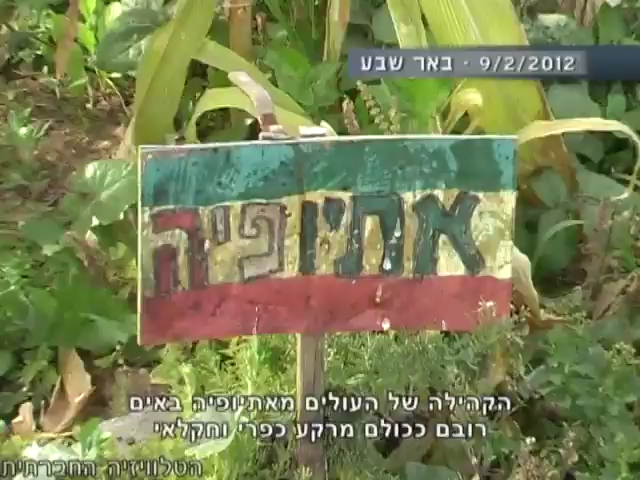 באר שבע · 9/2/2012
אתיופיה
הקהילה של העולים מאתיופיה באים
רובם ככולם מרקע כפרי וחקלאי
הטלוויזיה החברתית